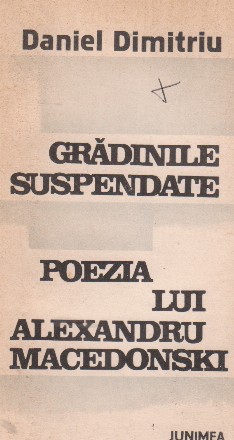 Daniel Dimitriu
GRĂDINILE
SUSPENDATE
POEZIA
LUI
ALEXANDRU
MACEDONSKI
JUNIMEA